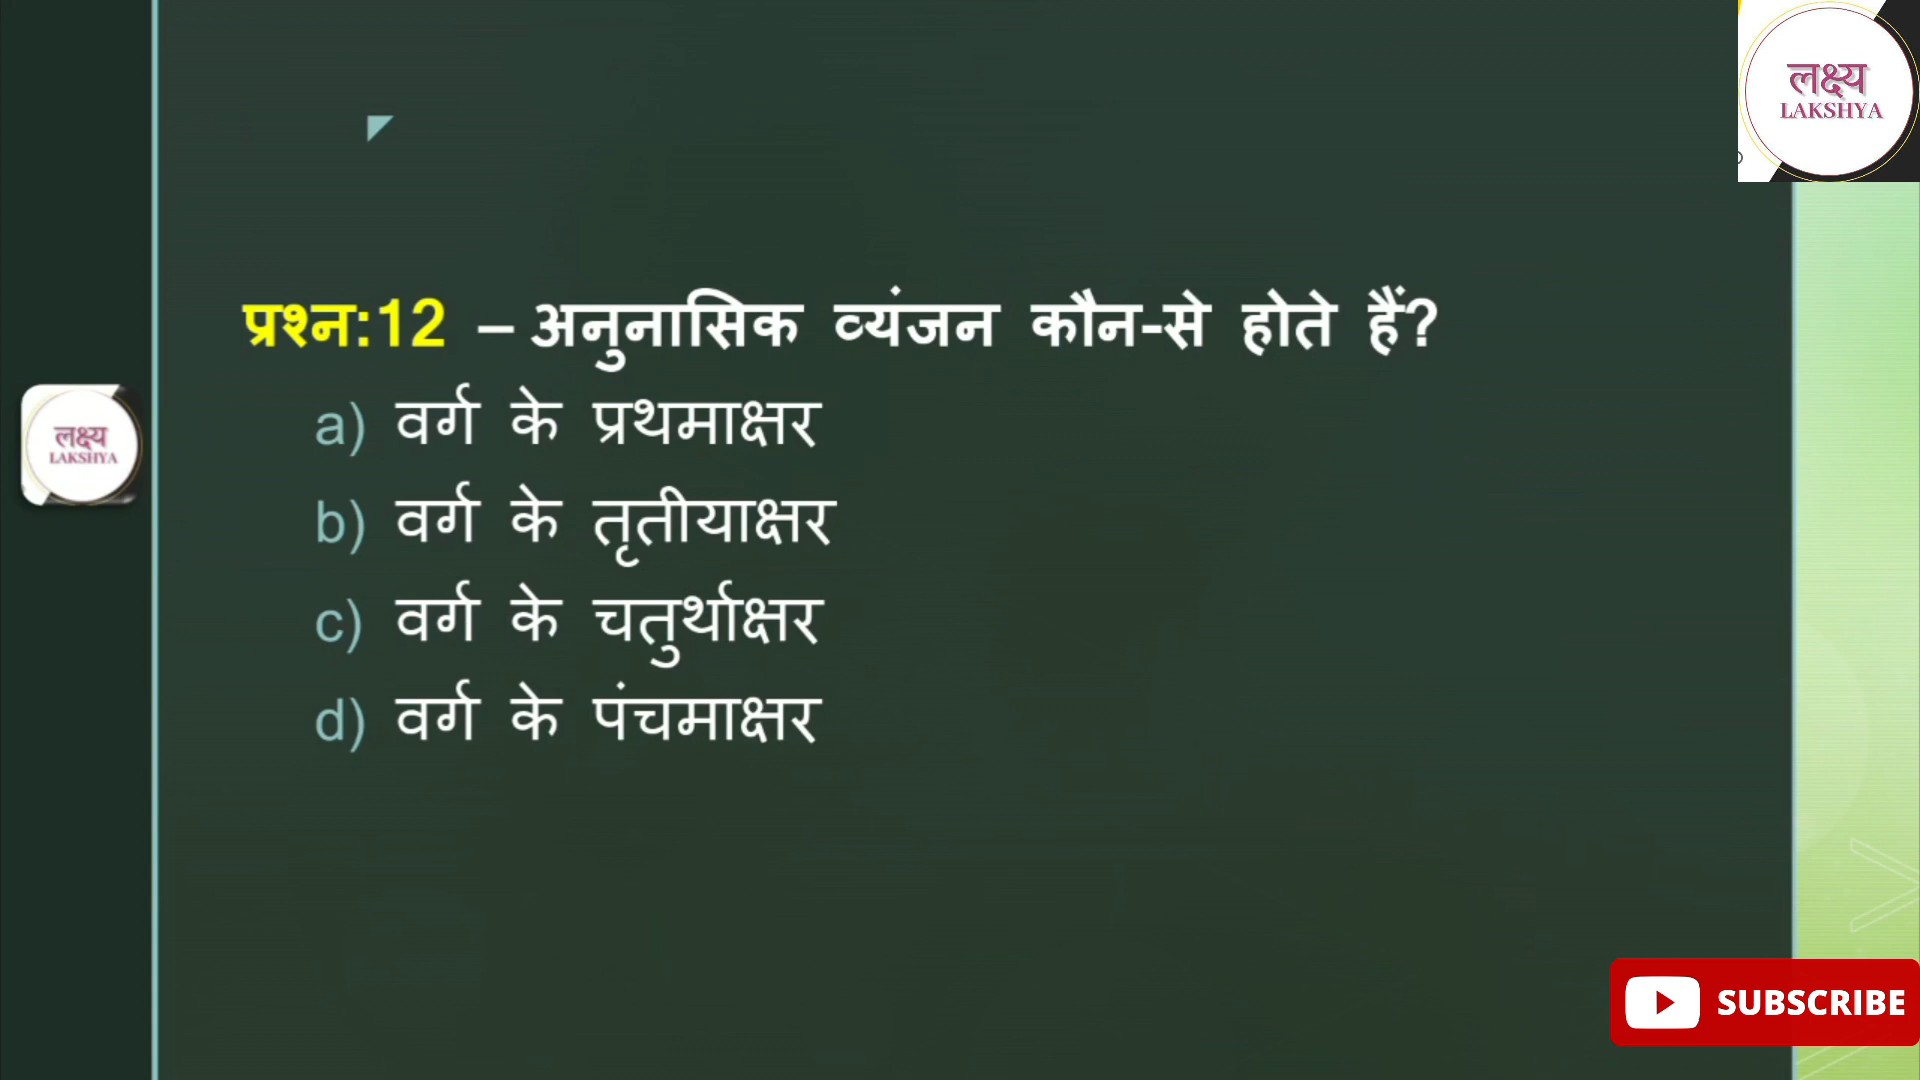 लक्ष्य
LAKSHYA
प्रश्न:12 – अनुनासिक व्यंजन कौन-से होते हैं?
a) वर्ग के प्रथमाक्षर
लक्ष्य
LAKSHYA
b) वर्ग के तृतीयाक्षर
c) वर्ग के चतुर्थाक्षर
d) वर्ग के पंचमाक्षर
SUBSCRIBE